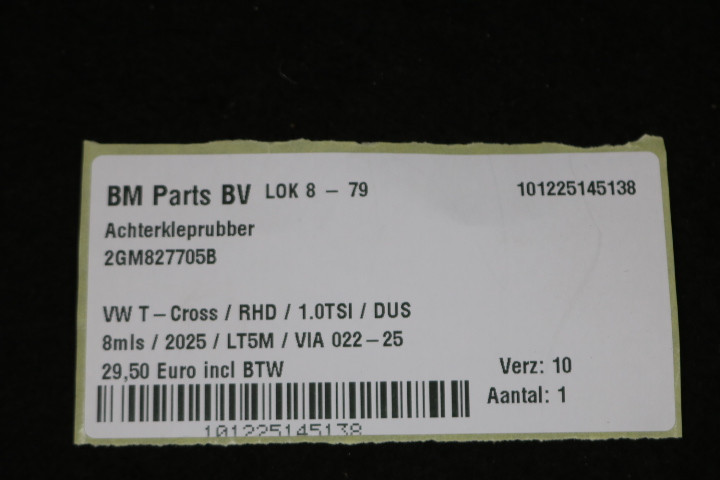 BM Parts BV LOK 8 - 79 101225145138
Achterkleprubber
2GM827705B
VW T-Cross / RHD / 1.0TSI / DUS
8mls / 2025 / LT5M / VIA 022-25
29,50 Euro incl BTW Verz: 10
Aantal: 1
101225145138